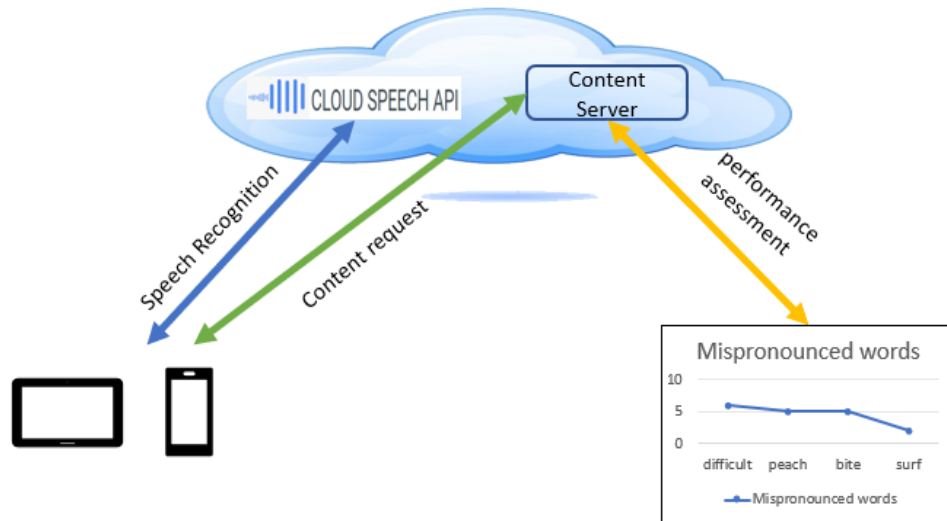 CLOUD SPEECH API
Content
Server
Speech Recognition
Content request
performance
assessment
Mispronounced words
10
5
0
difficult peach bite surf
Mispronounced words